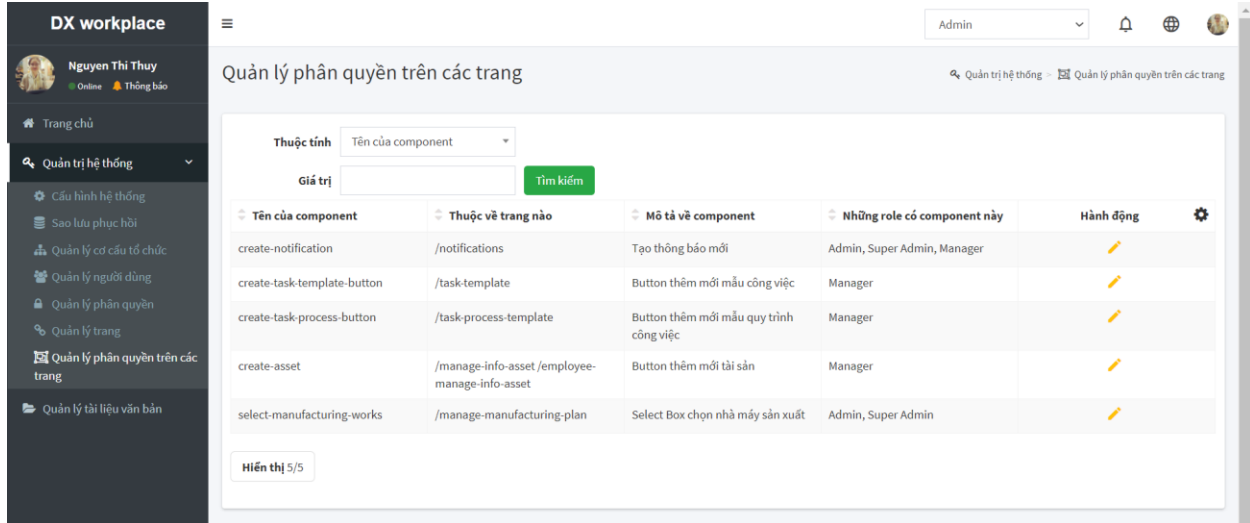 DX workplace
Admin
Nguyen Thi Thuy
Online Thông báo
Quản lý phân quyền trên các trang
Quản trị hệ thống > Quản lý phân quyền trên các trang
Trang chủ
Quản trị hệ thống
Cấu hình hệ thống
Sao lưu phục hồi
Quản lý cơ cấu tổ chức
Quản lý người dùng
Quản lý phân quyền
Quản lý trang
Quản lý phân quyền trên các
trang
Quản lý tài liệu văn bản
Thuộc tính Tên của component
Giá trị Tìm kiếm
Tên của component Thuộc về trang nào Mô tả về component Những role có component này Hành động
create-notification /notifications Tạo thông báo mới Admin, Super Admin, Manager
create-task-template-button /task-template Button thêm mới mẫu công việc Manager
create-task-process-button /task-process-template Button thêm mới mẫu quy trình Manager
công việc
create-asset /manage-info-asset /employee- Button thêm mới tài sản Manager
manage-info-asset
select-manufacturing-works /manage-manufacturing-plan Select Box chọn nhà máy sản xuất Admin, Super Admin
Hiển thị 5/5